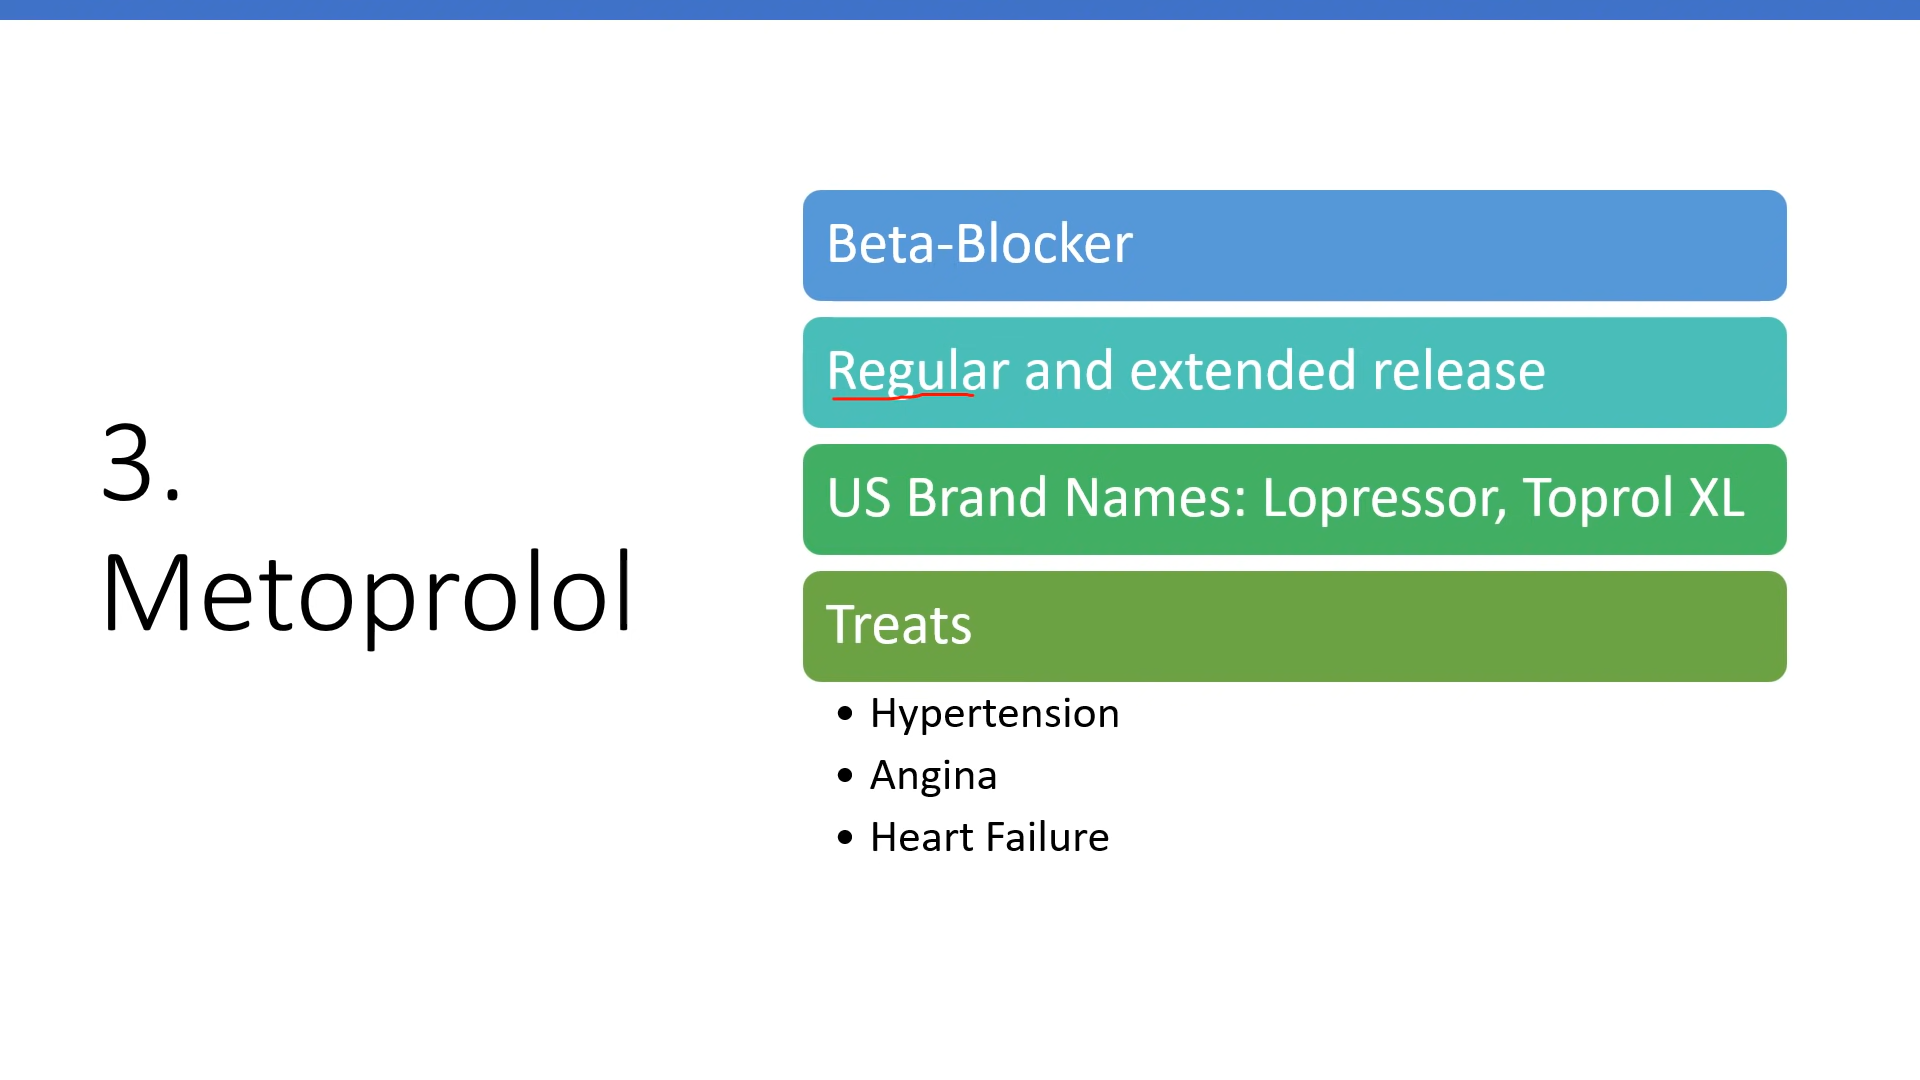 3.
Metoprolol
Beta-Blocker
Regular and extended release
US Brand Names: Lopressor, Toprol XL
Treats
• Hypertension
• Angina
• Heart Failure